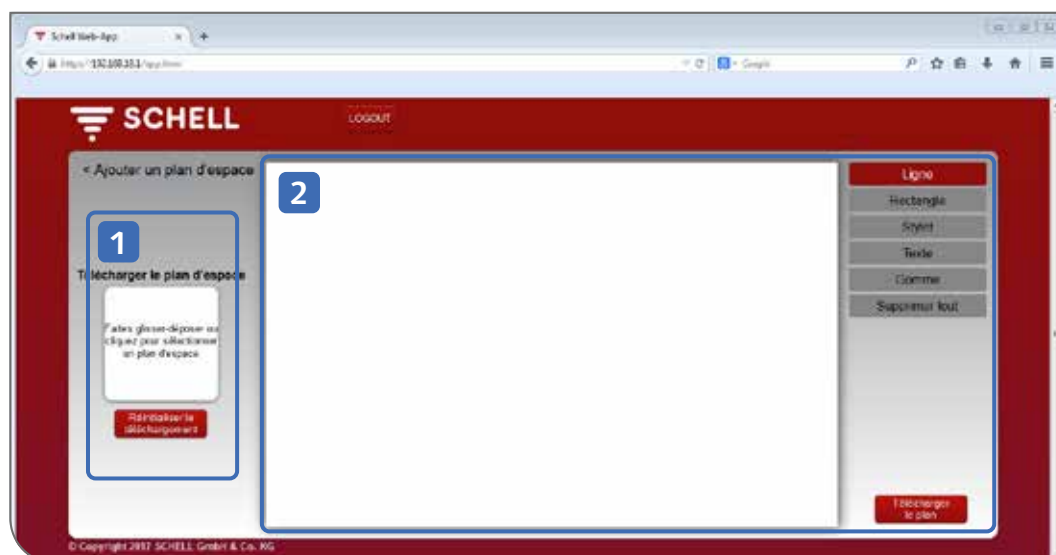 Schell Web-App
Google
SCHELL
LOGOUT
< Ajouter un plan d'espace
1
2
Télécharger le plan d'espace
Faites glisser-déposer ou
cliquez pour sélectionner
un plan d'espace
Réinitialiser le
téléchargement
Ligne
Rectangle
Stylet
Texte
Gomme
Supprimer tout
Télécharger
le plan
© Copyright 2017 SCHELL GmbH & Co. KG